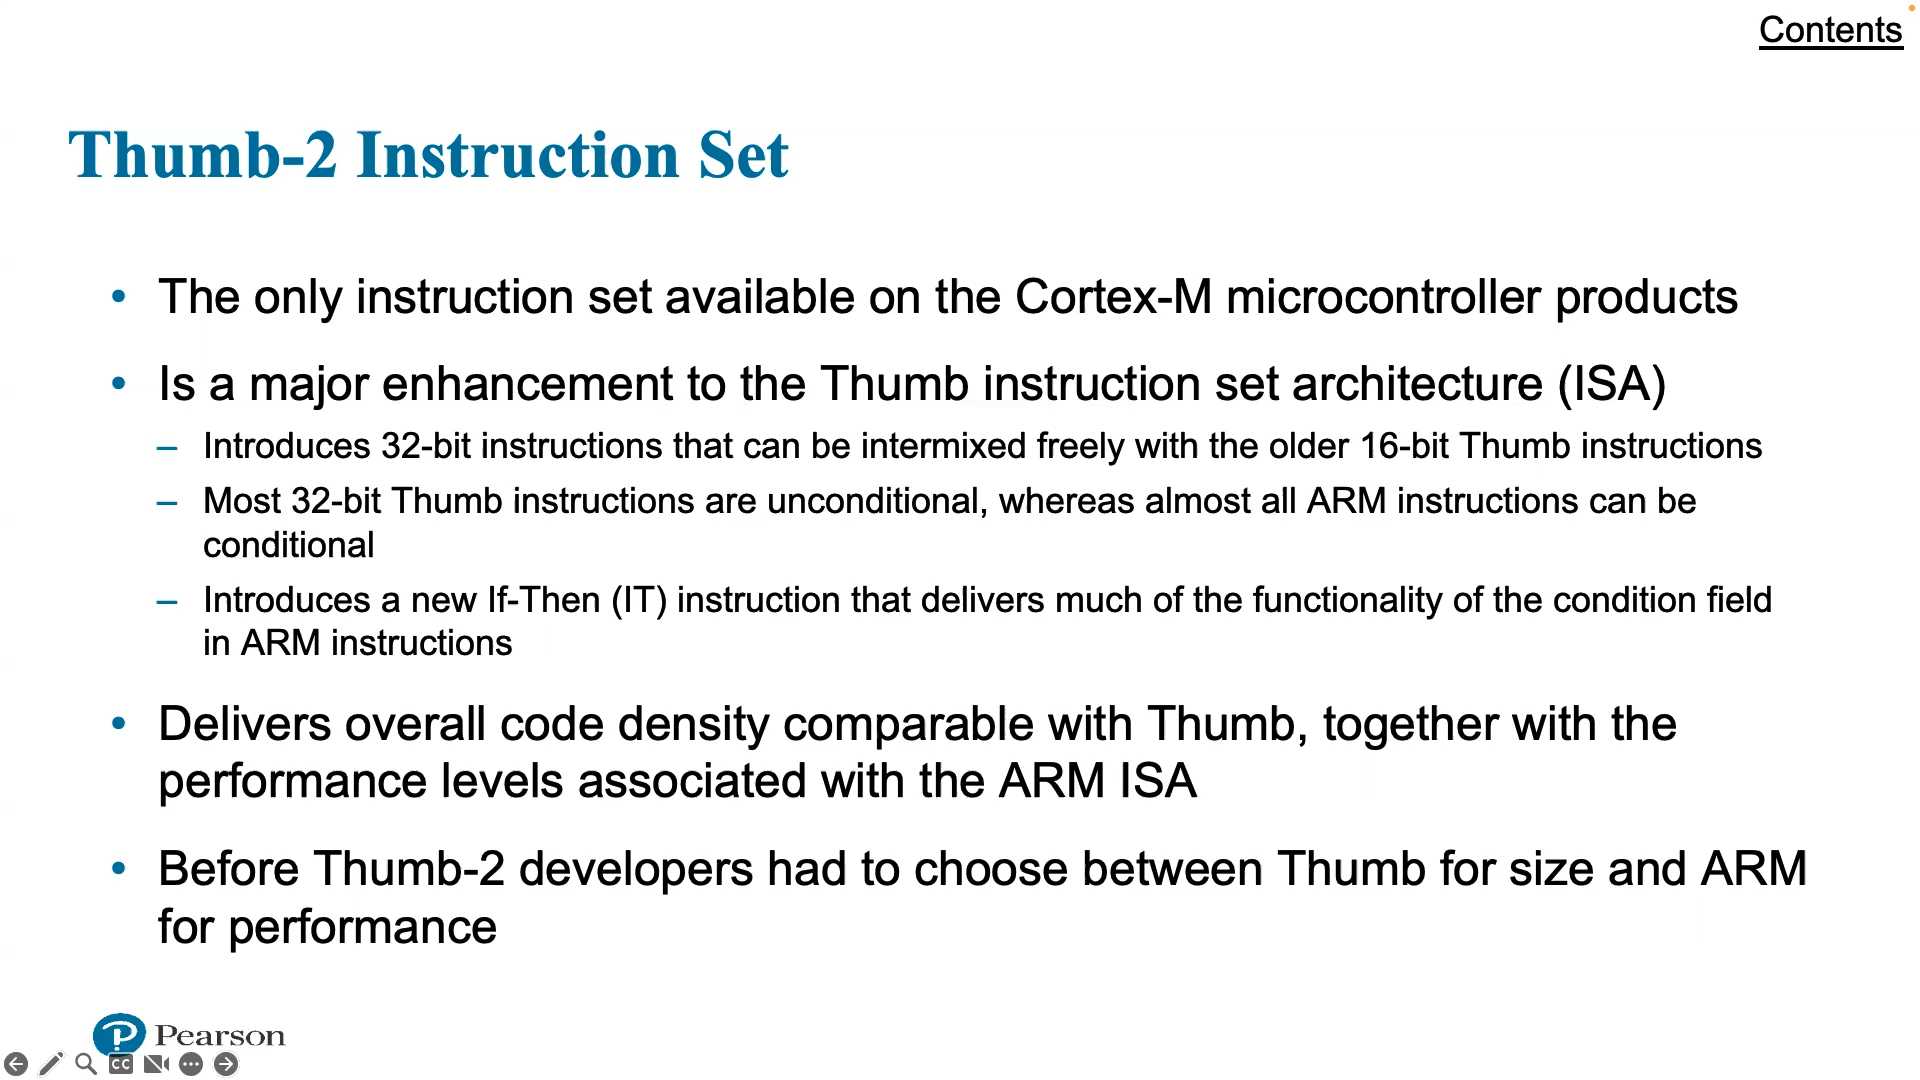 Contents
Thumb-2 Instruction Set
• The only instruction set available on the Cortex-M microcontroller products
• Is a major enhancement to the Thumb instruction set architecture (ISA)
– Introduces 32-bit instructions that can be intermixed freely with the older 16-bit Thumb instructions
– Most 32-bit Thumb instructions are unconditional, whereas almost all ARM instructions can be
conditional
– Introduces a new If-Then (IT) instruction that delivers much of the functionality of the condition field
in ARM instructions
• Delivers overall code density comparable with Thumb, together with the
performance levels associated with the ARM ISA
• Before Thumb-2 developers had to choose between Thumb for size and ARM
for performance
P Pearson
CC